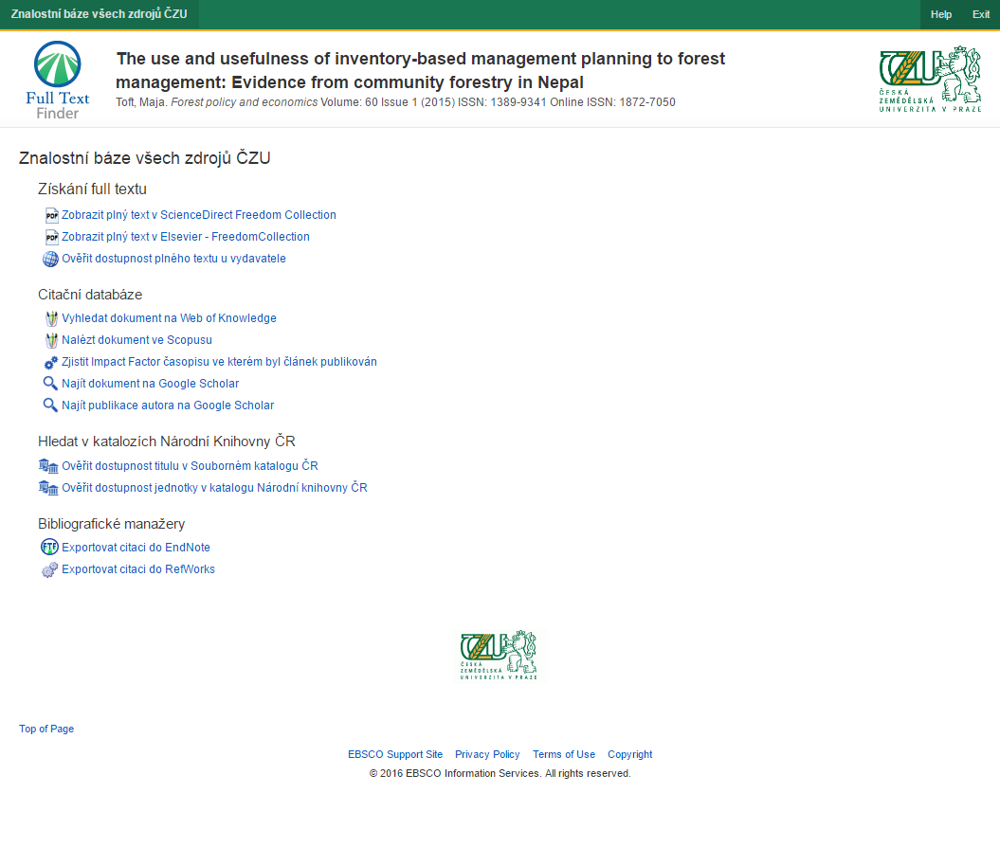 Znalostní báze všech zdrojů ČZU
Help
Exit
Full Text
Finder
The use and usefulness of inventory-based management planning to forest
management: Evidence from community forestry in Nepal
Toft, Maja. Forest policy and economics Volume: 60 Issue 1 (2015) ISSN: 1389-9341 Online ISSN: 1872-7050
ČZU
ČESKÁ
ZEMĚDĚLSKÁ
UNIVERZITA V PRAZE
Znalostní báze všech zdrojů ČZU
Získání full textu
PDF Zobrazit plný text v ScienceDirect Freedom Collection
PDF Zobrazit plný text v Elsevier - FreedomCollection
Ověřit dostupnost plného textu u vydavatele
Citační databáze
Vyhledat dokument na Web of Knowledge
Nalézt dokument ve Scopusu
Zjistit Impact Factor časopisu ve kterém byl článek publikován
Najít dokument na Google Scholar
Najít publikace autora na Google Scholar
Hledat v katalozích Národní Knihovny ČR
Ověřit dostupnost titulu v Souborném katalogu ČR
Ověřit dostupnost jednotky v katalogu Národní knihovny ČR
Bibliografické manažery
FTF Exportovat citaci do EndNote
Exportovat citaci do RefWorks
ČZU
ČESKÁ
ZEMĚDĚLSKÁ
UNIVERZITA V PRAZE
Top of Page
EBSCO Support Site Privacy Policy Terms of Use Copyright
© 2016 EBSCO Information Services. All rights reserved.